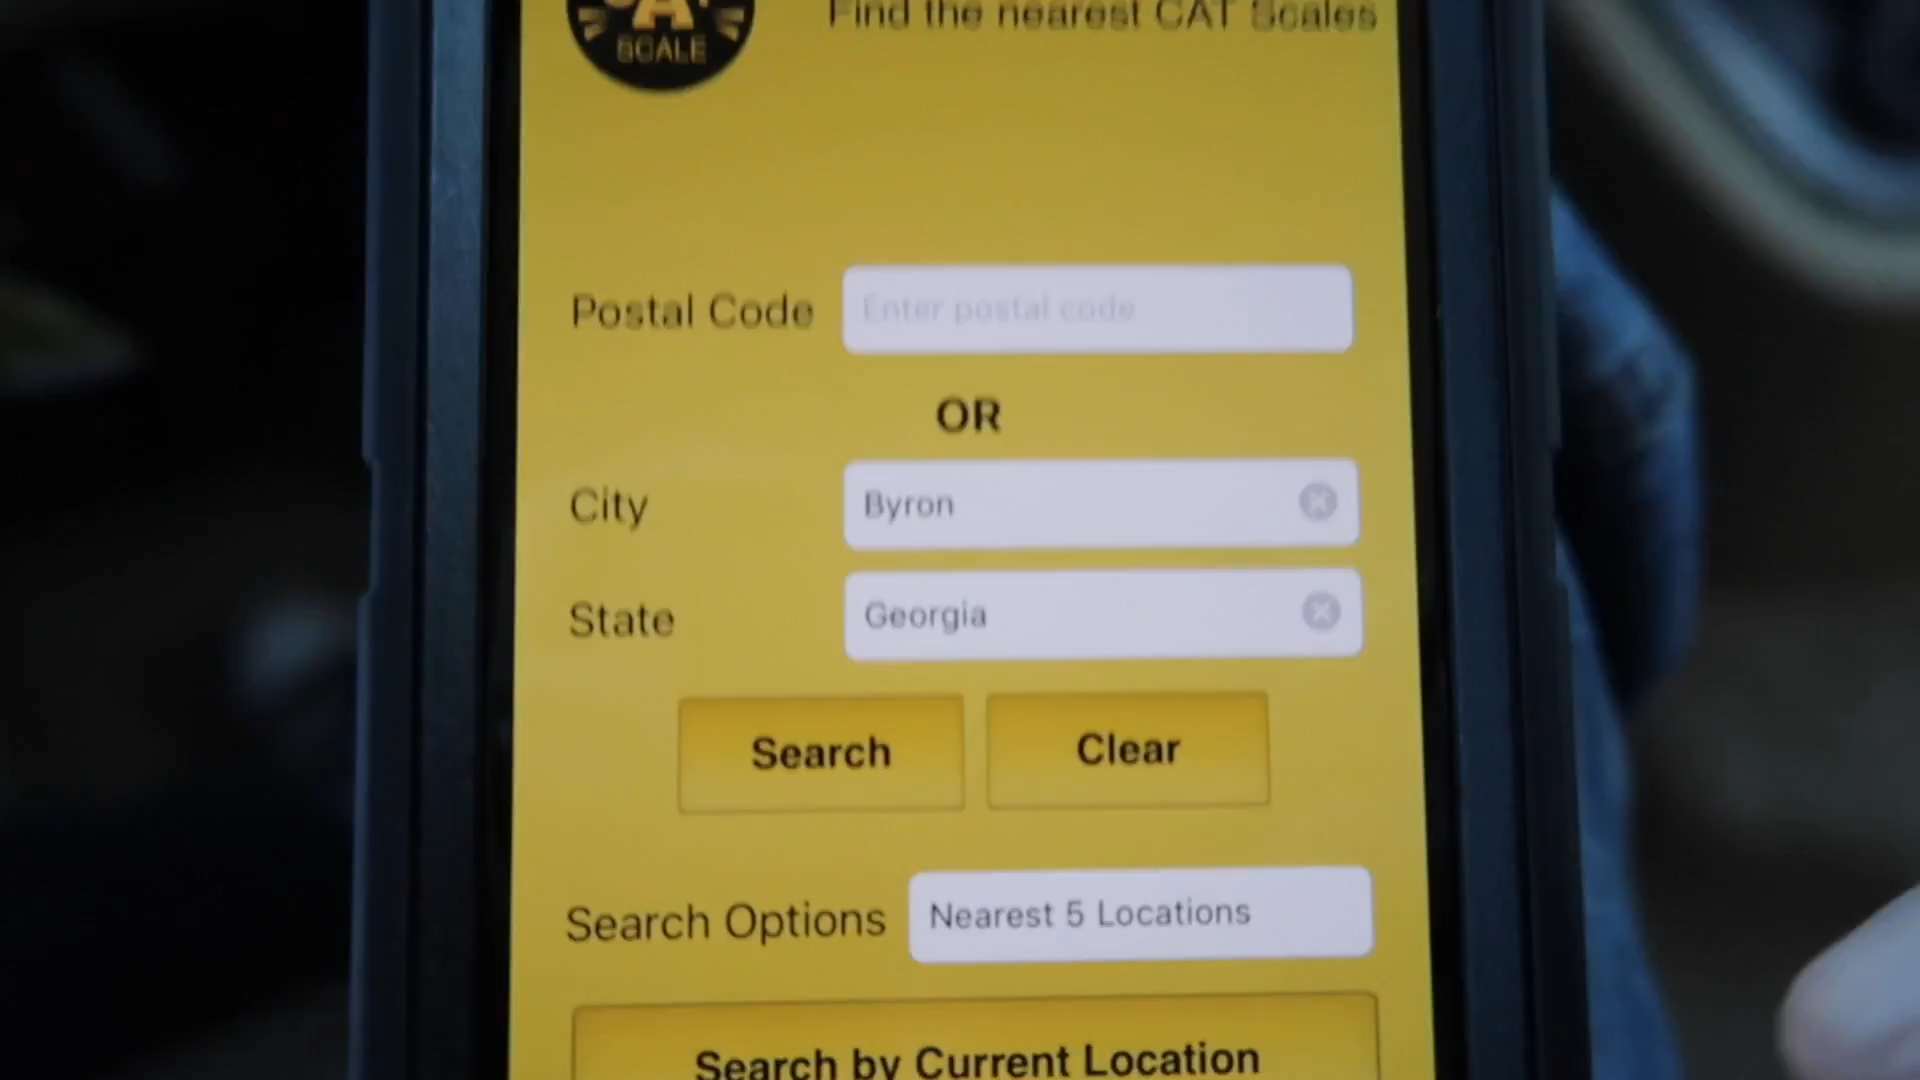 SCALE
Find the nearest CAT Scales
Postal Code Enter postal code
OR
City Byron
State Georgia
Search Clear
Search Options Nearest 5 Locations
Search by Current Location